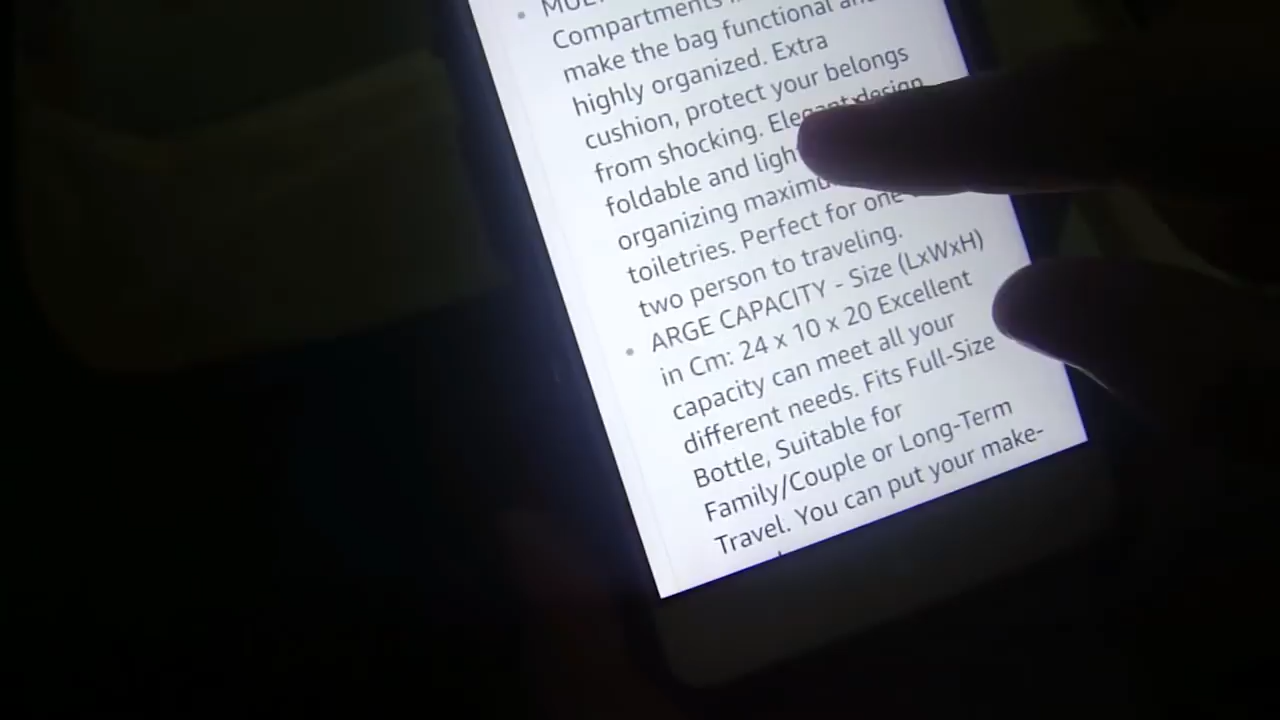 Compartments
make the bag functional
highly organized. Extra
cushion, protect your belongs
from shocking. Elegant design
foldable and
organizing
toiletries. Perfect for one
two person to traveling.
ARGE CAPACITY - Size (LxWxH)
in Cm: 24 x 10 x 20 Excellent
capacity can meet all your
different needs. Fits Full-Size
Bottle, Suitable for
Family/Couple or Long-Term
Travel. You can put your make-